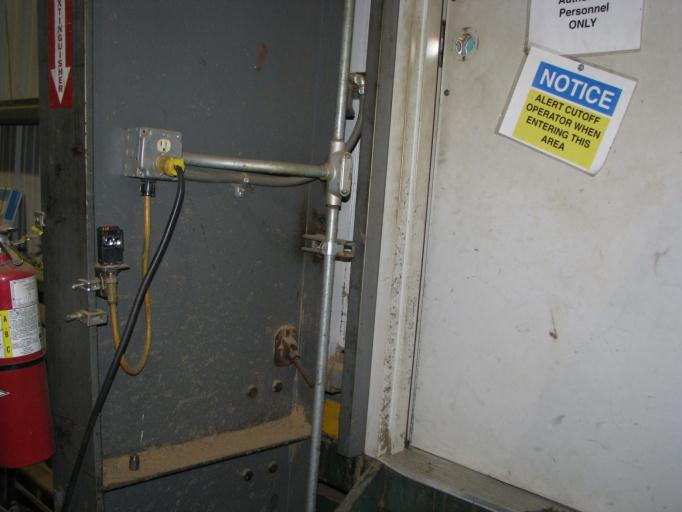 EXTINGUISHER
Personnel
ONLY
NOTICE
ALERT CUTOFF
OPERATOR WHEN
ENTERING THIS
AREA
A
B
C